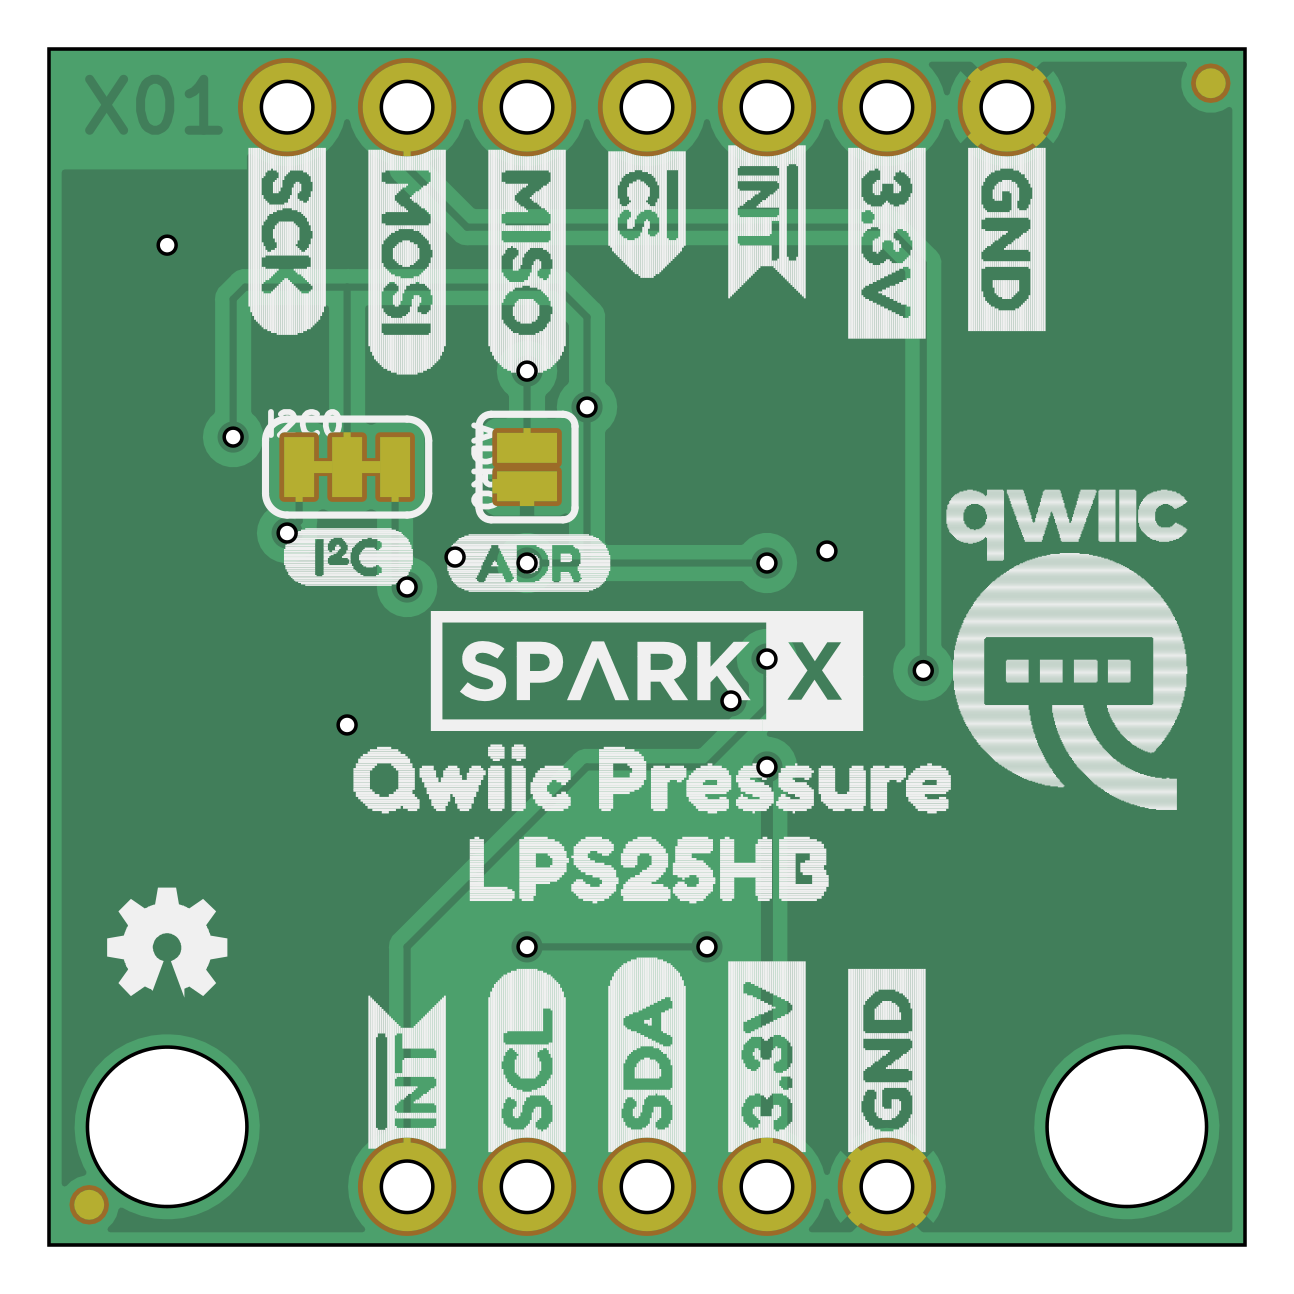 X01
SCK
MOSI
MISO
CS
INT
3.3V
GND
I²C
ADR
qwiic
SPARK X
Qwiic Pressure
LPS25HB
INT
SCL
SDA
3.3V
GND